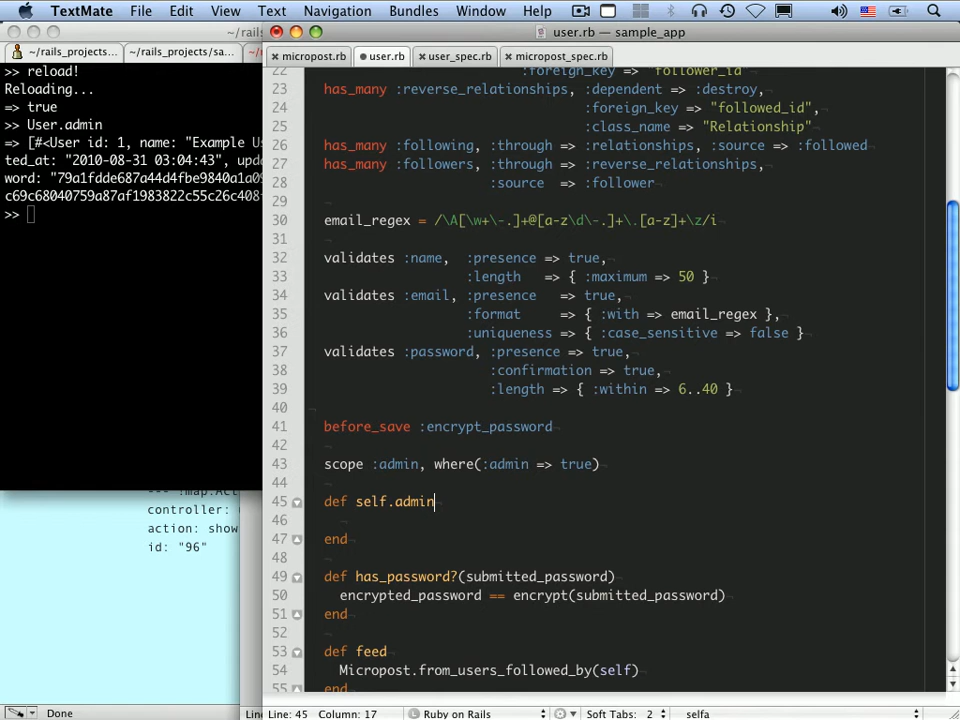 TextMate File Edit View Text Navigation Bundles Window Help
~/rails_projects... ~/rails_projects/sa...
>> reload!
Reloading...
=> true
>> User.admin
=> [#<User id: 1, name: "Example U
ted_at: "2010-08-31 03:04:43", upd
word: "79a1fdde687a44d4fbe9840a1a0
c69c68040759a87af1983822c55c26c408
>>
controller:
action: show
id: "96"
Done
user.rb — sample_app
micropost.rb user.rb user_spec.rb micropost_spec.rb
22 :foreign_key => "follower_id"
23 has_many :reverse_relationships, :dependent => :destroy,
24 :foreign_key => "followed_id",
25 :class_name => "Relationship"
26 has_many :following, :through => :relationships, :source => :followed
27 has_many :followers, :through => :reverse_relationships,
28 :source => :follower
29
30 email_regex = /\A[\w+\-.]+@[a-z\d\-.]+\.[a-z]+\z/i
31
32 validates :name, :presence => true,
33 :length => { :maximum => 50 }
34 validates :email, :presence => true,
35 :format => { :with => email_regex },
36 :uniqueness => { :case_sensitive => false }
37 validates :password, :presence => true,
38 :confirmation => true,
39 :length => { :within => 6..40 }
40
41 before_save :encrypt_password
42
43 scope :admin, where(:admin => true)
44
45 def self.admin
46
47 end
48
49 def has_password?(submitted_password)
50 encrypted_password == encrypt(submitted_password)
51 end
52
53 def feed
54 Micropost.from_users_followed_by(self)
55 end
Line: 45 Column: 17 Ruby on Rails Soft Tabs: 2 selfa